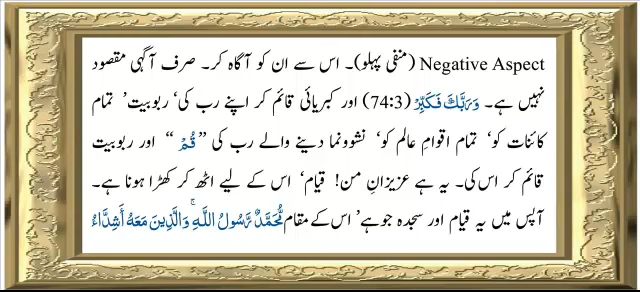 Negative Aspect (منفی پہلو)۔ اس سے ان کو آگاہ کر۔ صرف آگہی مقصود
نہیں ہے۔ وَرَبَّكَ فَكَبِّرْ (74:3) اور کبریائی قائم کر اپنے رب کی‘ ربوبیت’ تمام
کائنات کو‘ تمام اقوامِ عالم کو‘ نشوونما دینے والے رب کی ”قُمْ“ اور ربوبیت
قائم کر اس کی۔ یہ ہے عزیزانِ من! قیام‘ اس کے لیے اٹھ کر کھڑا ہونا ہے۔
آپس میں یہ قیام اور سجدہ جو ہے’ اس کے مقام مُّحَمَّدٌ رَّسُولُ اللَّهِ ۚ وَالَّذِينَ مَعَهُ أَشِدَّاءُ